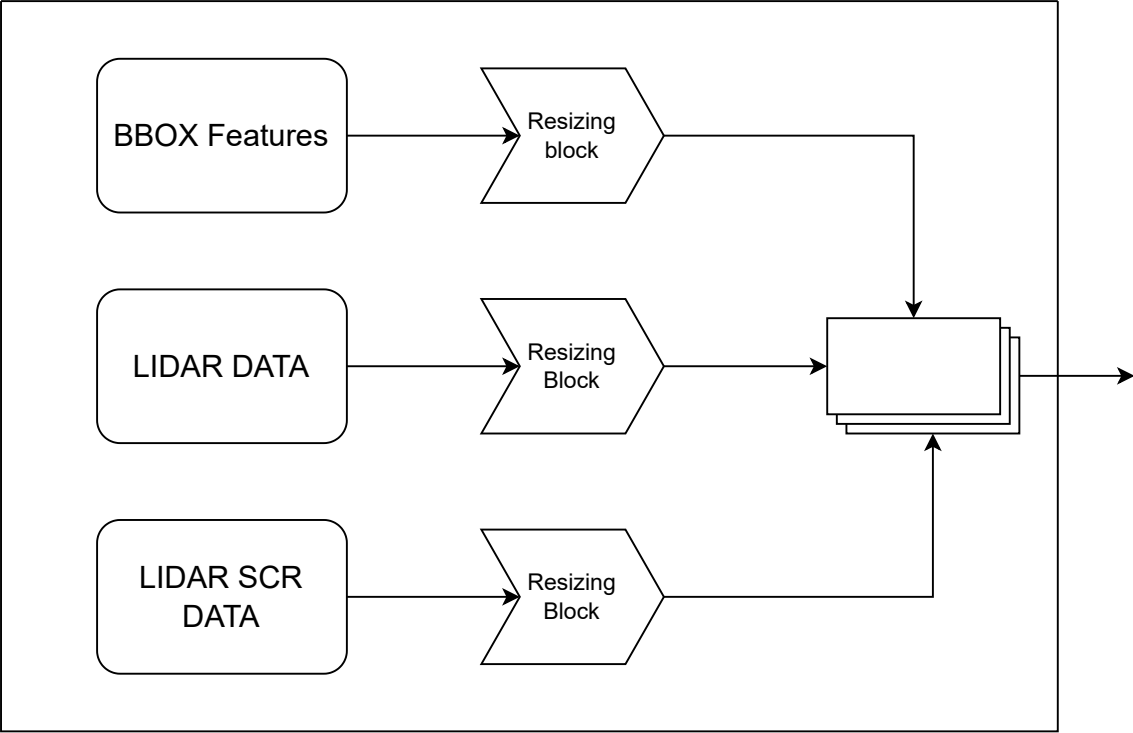 BBOX Features
Resizing
block
LIDAR DATA
Resizing
Block
LIDAR SCR
DATA
Resizing
Block